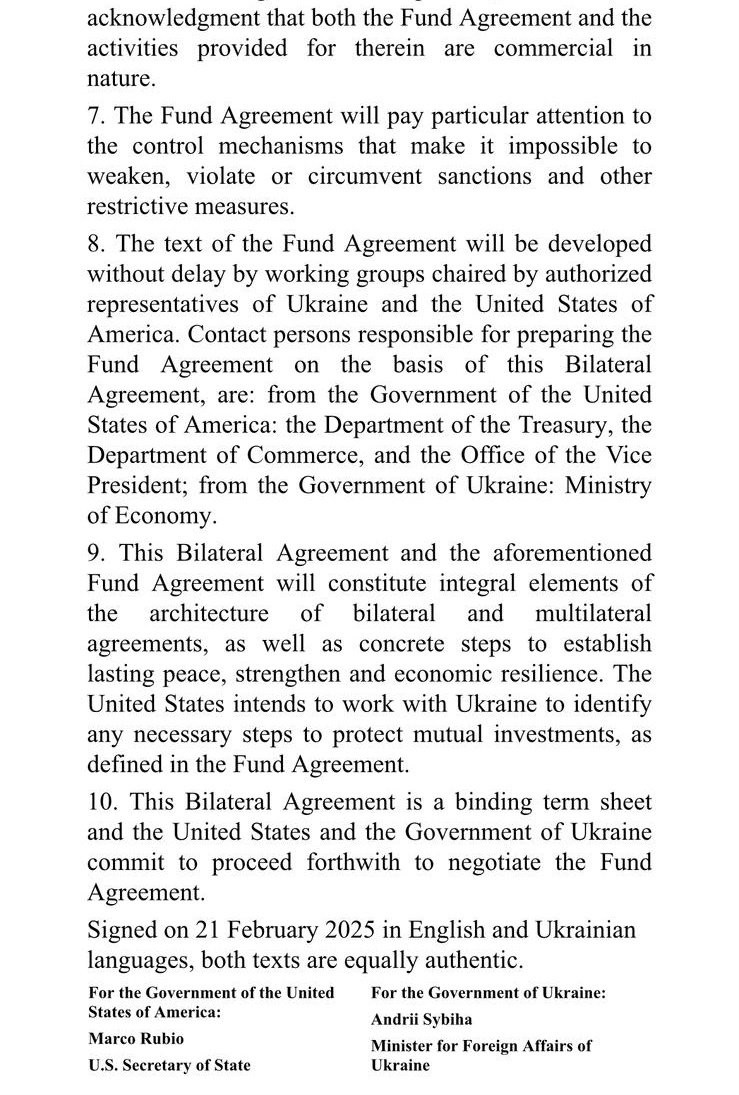 acknowledgment that both the Fund Agreement and the
activities provided for therein are commercial in
nature.
7. The Fund Agreement will pay particular attention to
the control mechanisms that make it impossible to
weaken, violate or circumvent sanctions and other
restrictive measures.
8. The text of the Fund Agreement will be developed
without delay by working groups chaired by authorized
representatives of Ukraine and the United States of
America. Contact persons responsible for preparing the
Fund Agreement on the basis of this Bilateral
Agreement, are: from the Government of the United
States of America: the Department of the Treasury, the
Department of Commerce, and the Office of the Vice
President; from the Government of Ukraine: Ministry
of Economy.
9. This Bilateral Agreement and the aforementioned
Fund Agreement will constitute integral elements of
the architecture of bilateral and multilateral
agreements, as well as concrete steps to establish
lasting peace, strengthen and economic resilience. The
United States intends to work with Ukraine to identify
any necessary steps to protect mutual investments, as
defined in the Fund Agreement.
10. This Bilateral Agreement is a binding term sheet
and the United States and the Government of Ukraine
commit to proceed forthwith to negotiate the Fund
Agreement.
Signed on 21 February 2025 in English and Ukrainian
languages, both texts are equally authentic.
For the Government of the United
States of America:
Marco Rubio
U.S. Secretary of State
For the Government of Ukraine:
Andrii Sybiha
Minister for Foreign Affairs of
Ukraine